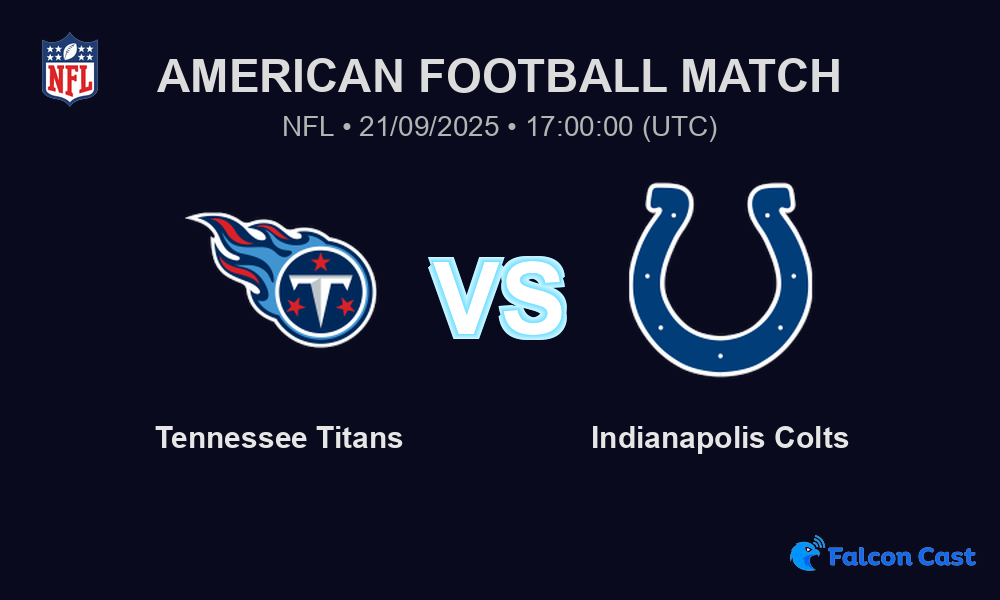 NFL
AMERICAN FOOTBALL MATCH
NFL • 21/09/2025 • 17:00:00 (UTC)
T
VS
Tennessee Titans
Indianapolis Colts
Falcon Cast